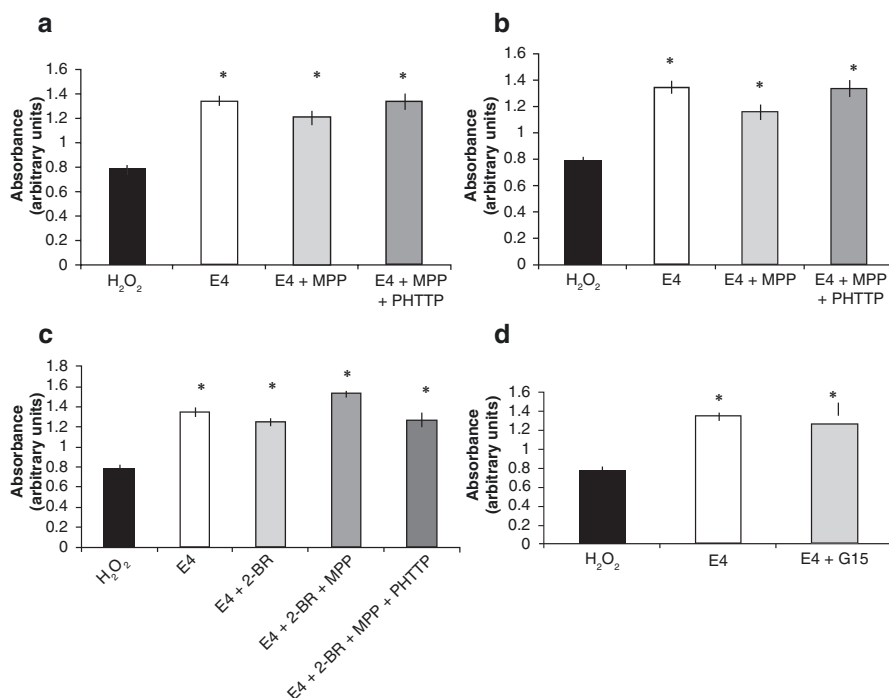 a
Absorbance
(arbitrary units)
1.6
1.4
1.2
1
0.8
0.6
0.4
0.2
0
*
*
*
H₂O₂
E4
E4 + MPP
E4 + MPP
+ PHTTP
b
Absorbance
(arbitrary units)
1.6
1.4
1.2
1
0.8
0.6
0.4
0.2
0
*
*
*
H₂O₂
E4
E4 + MPP
E4 + MPP
+ PHTTP
c
Absorbance
(arbitrary units)
1.8
1.6
1.4
1.2
1
0.8
0.6
0.4
0.2
0
*
*
*
*
H₂O₂
E4
E4 + 2-BR
E4 + 2-BR + MPP
E4 + 2-BR + MPP + PHTTP
d
Absorbance
(arbitrary units)
1.6
1.4
1.2
1
0.8
0.6
0.4
0.2
0
*
*
H₂O₂
E4
E4 + G15